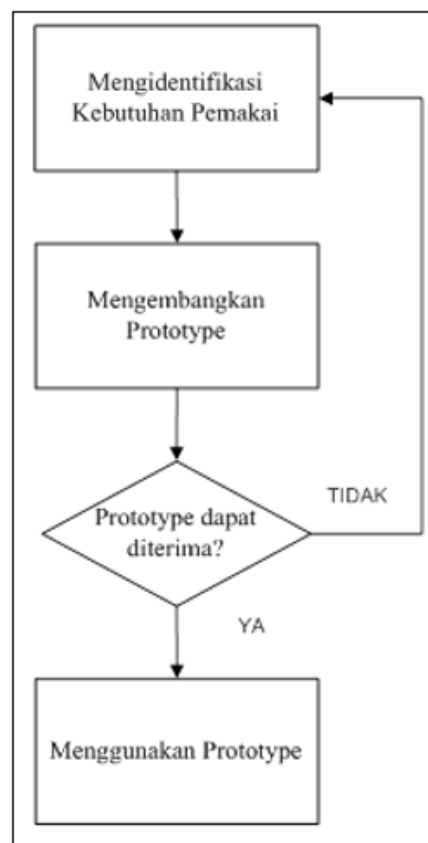 Mengidentifikasi
Kebutuhan Pemakai
Mengembangkan
Prototype
Prototype dapat
diterima?
TIDAK
YA
Menggunakan Prototype